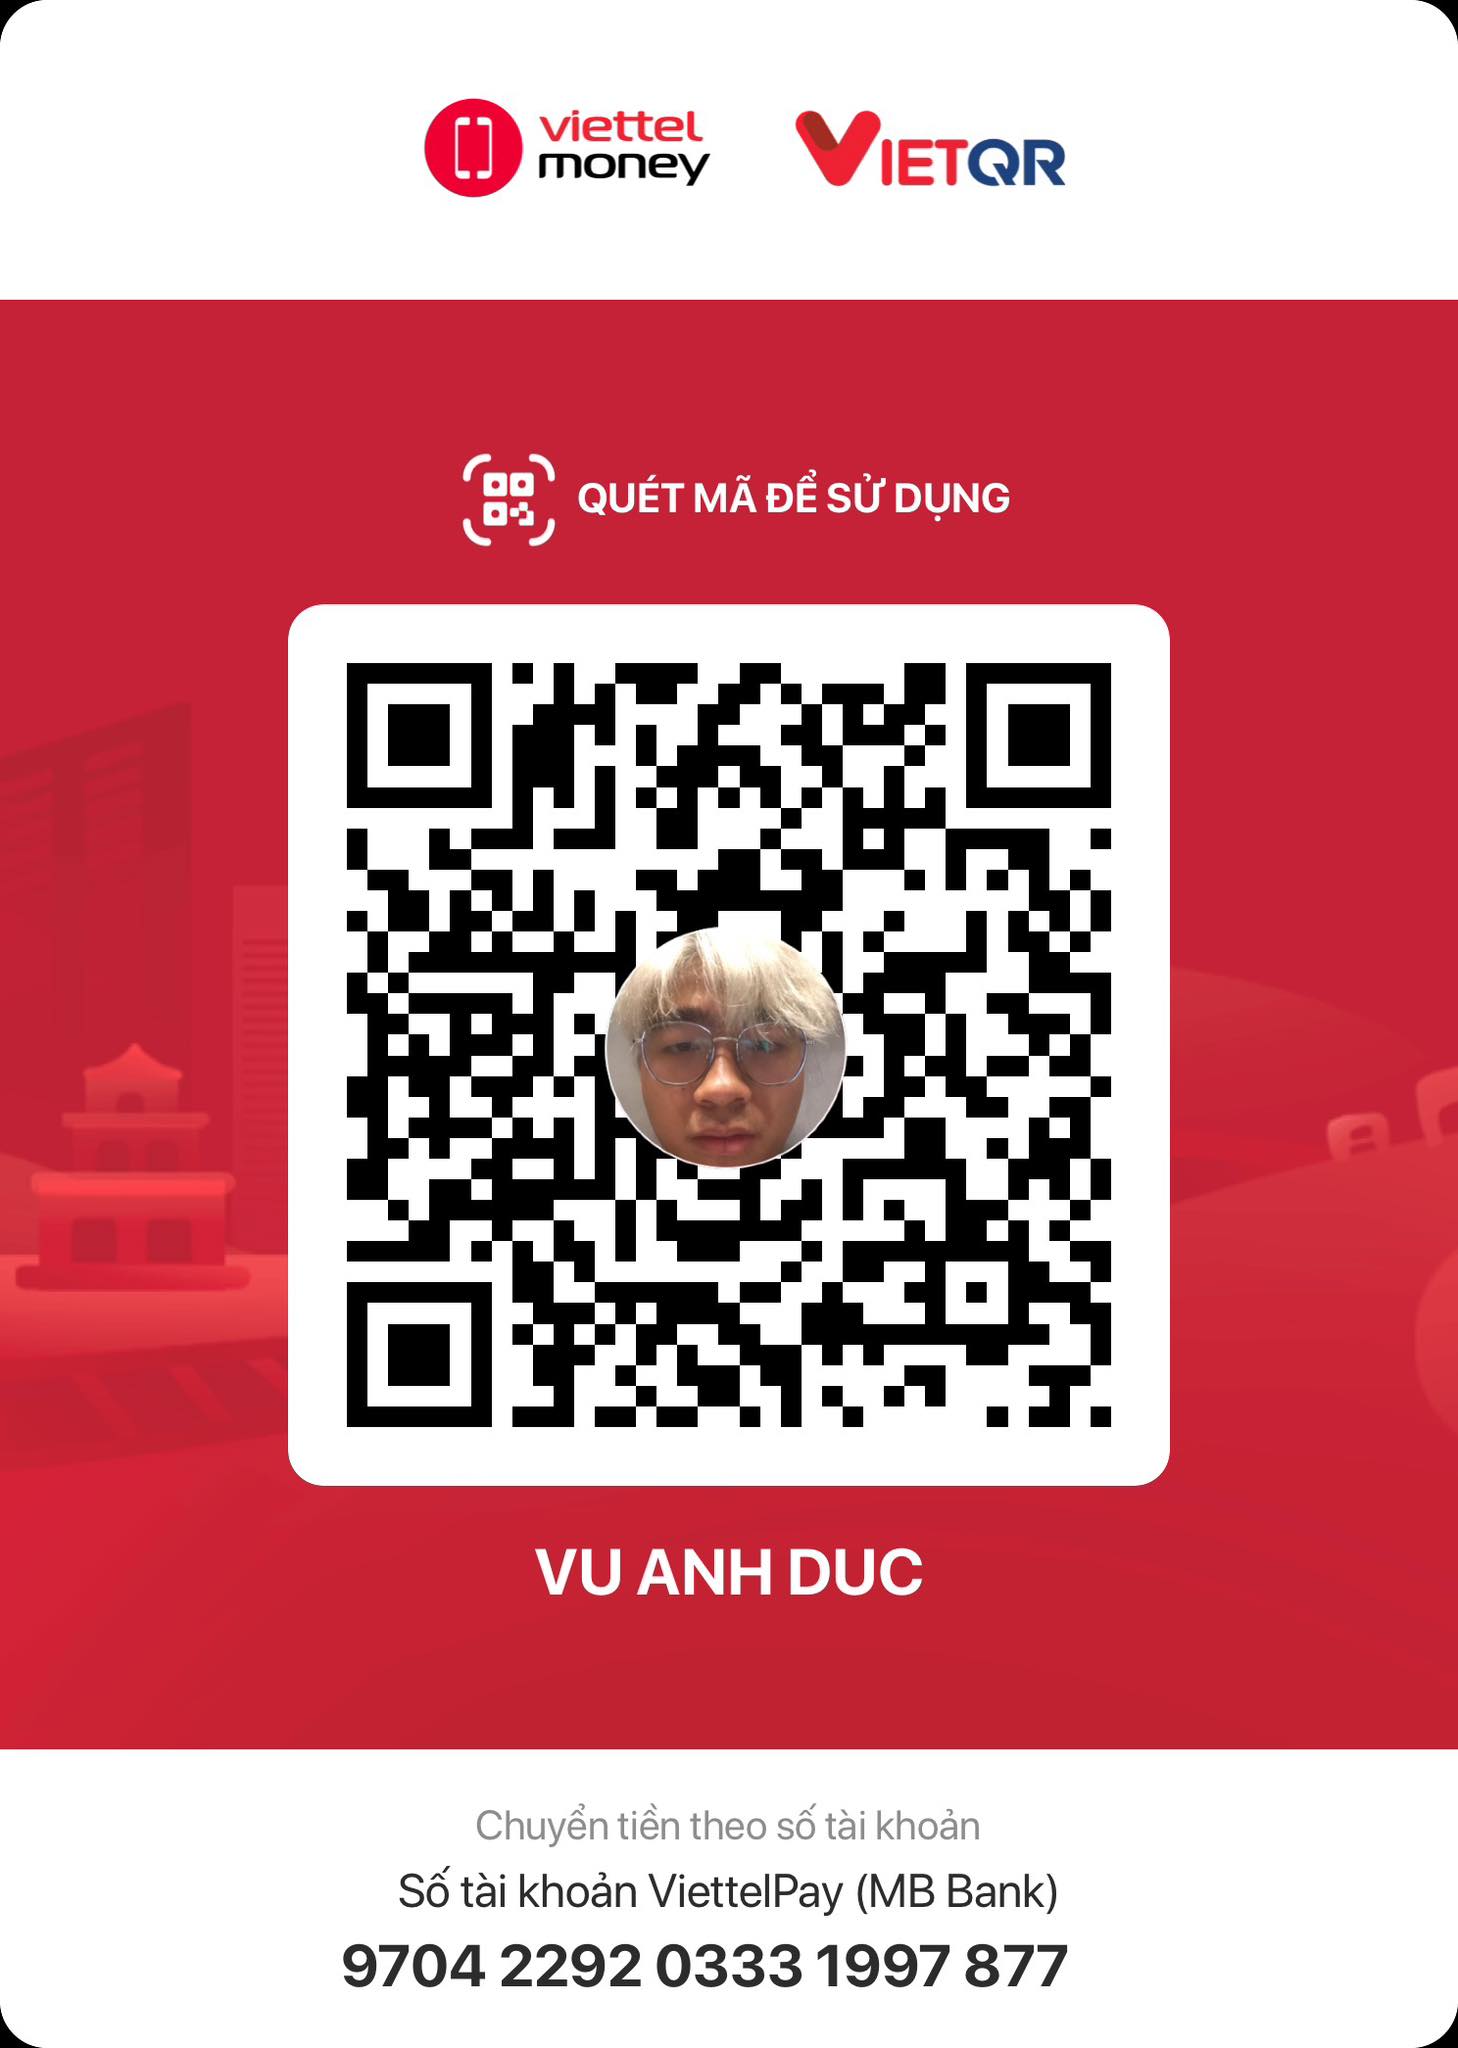 viettel
money
VIETQR
QUÉT MÃ ĐỂ SỬ DỤNG
VU ANH DUC
Chuyển tiền theo số tài khoản
Số tài khoản ViettelPay (MB Bank)
9704 2292 0333 1997 877